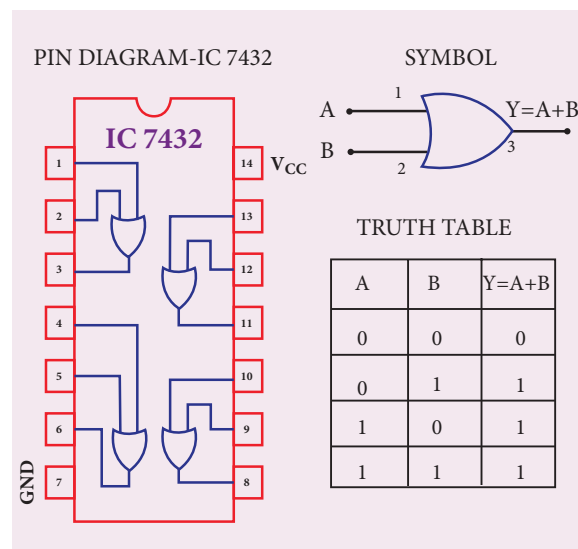 PIN DIAGRAM-IC 7432
IC 7432
1
2
3
4
5
6
7
GND
14 VCC
13
12
11
10
9
8
SYMBOL
A 1 Y=A+B
B 2 3
TRUTH TABLE
A B Y=A+B
0 0 0
0 1 1
1 0 1
1 1 1